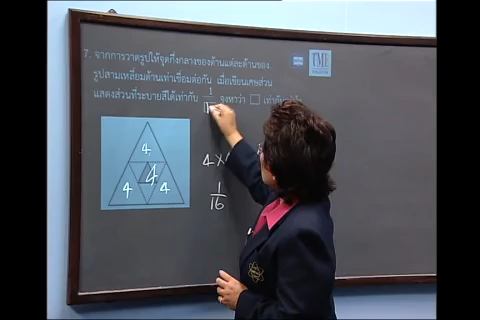 7. จากการวาดรูปให้จุดกึ่งกลางของด้านแต่ละด้านของ
รูปสามเหลี่ยมด้านเท่าเชื่อมต่อกัน เมื่อเขียนเศษส่วน
แสดงส่วนที่ระบายสีได้เท่ากับ 1 จงหาว่า □
4
4 4 4
4 ×
1
16